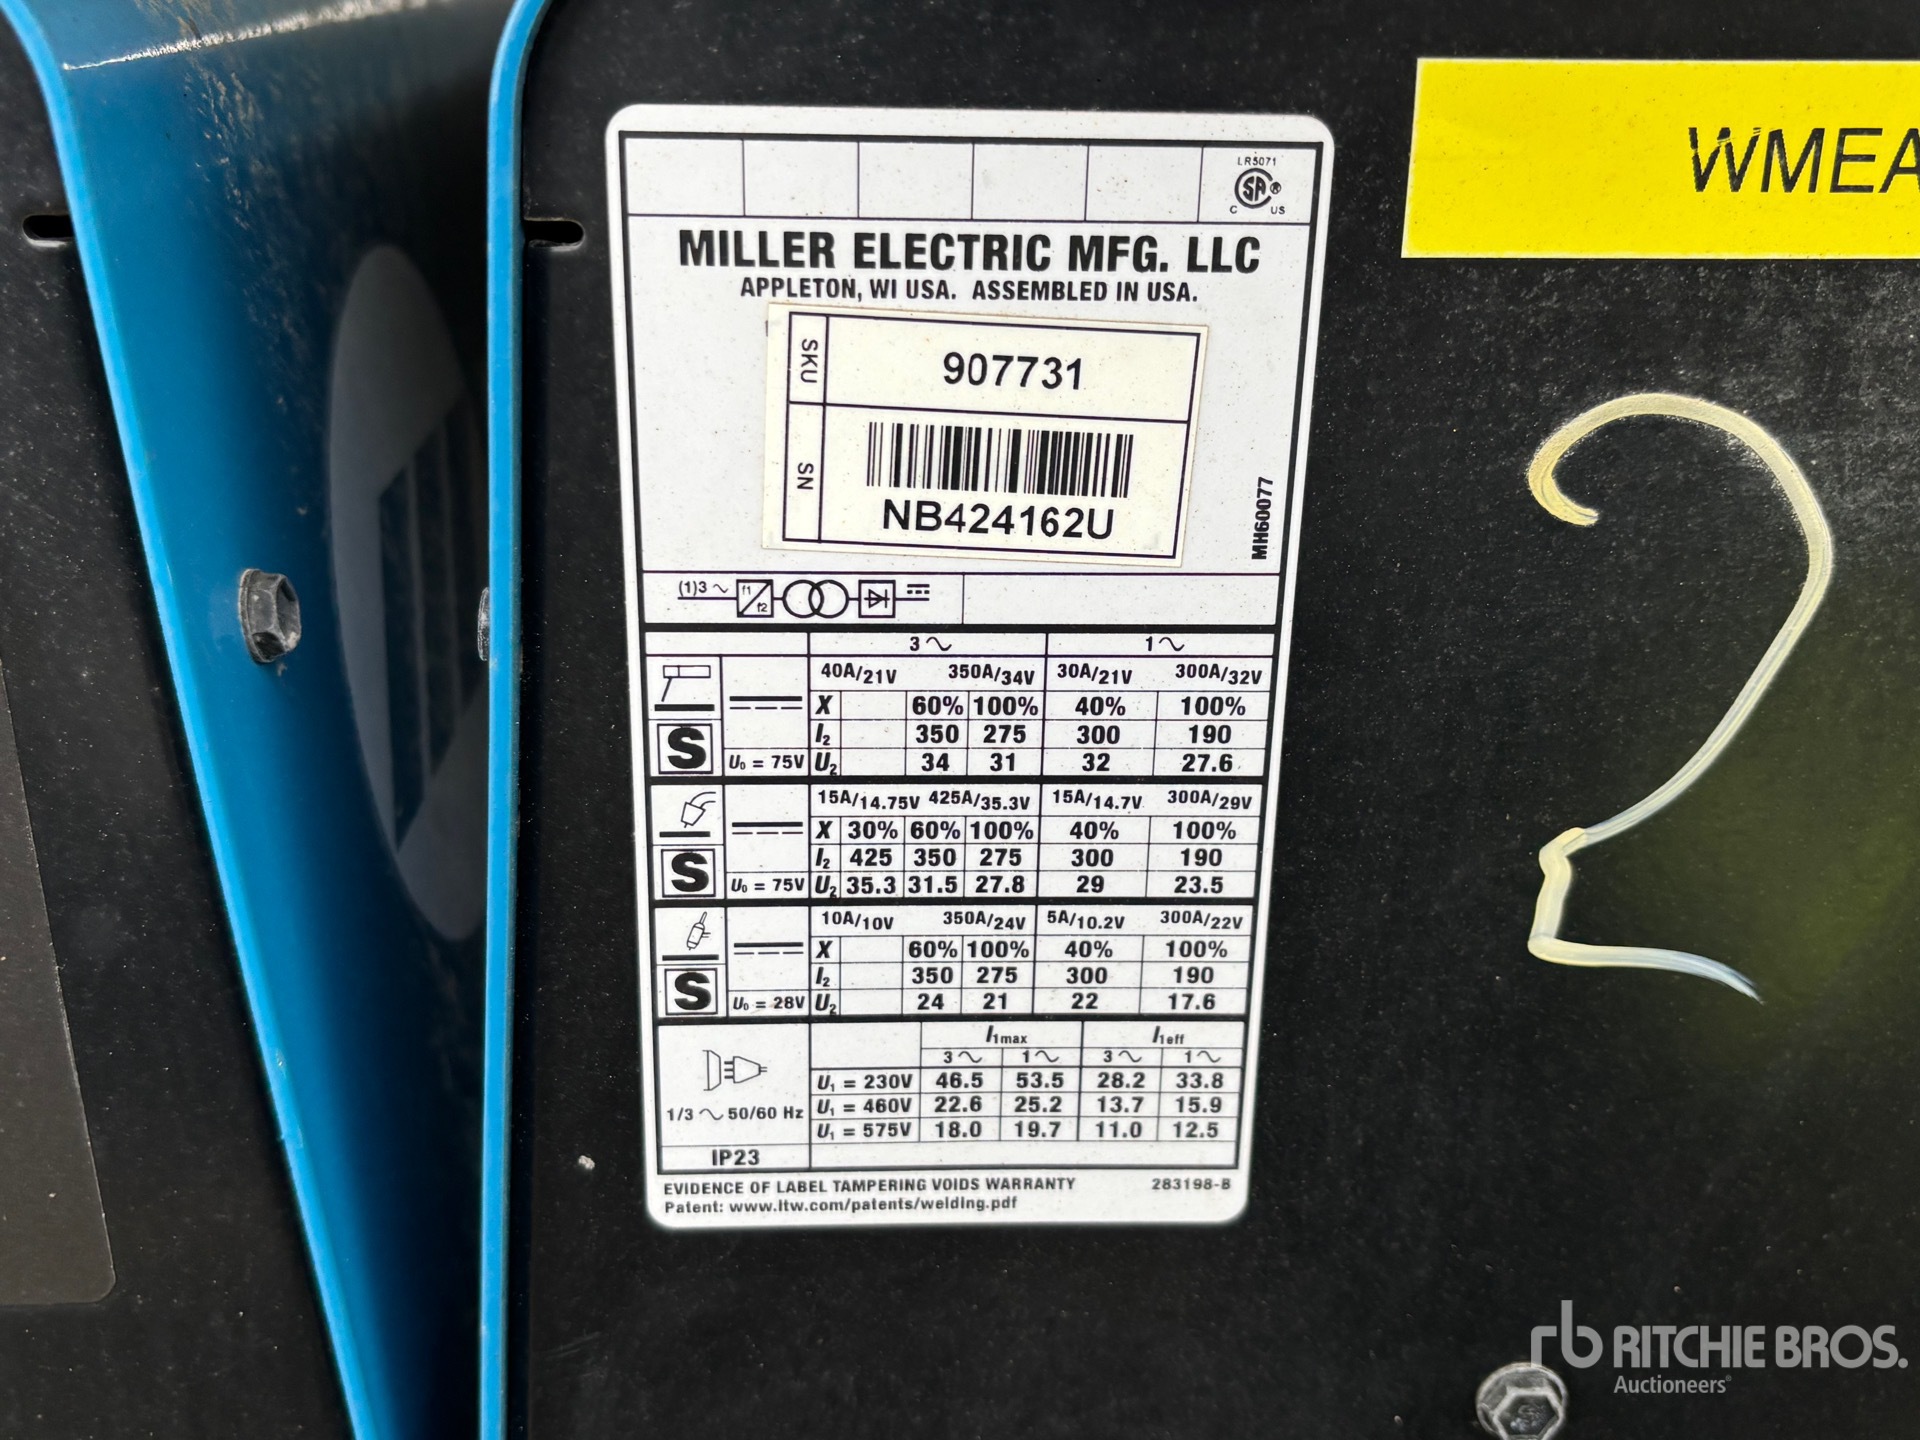 LR5071
SA ®
C US
MILLER ELECTRIC MFG. LLC
APPLETON, WI USA. ASSEMBLED IN USA.
SKU 907731
SN NB424162U
MH60077
(1)3 ~ f1 f2
3 ~ 1 ~
40A/21V 350A/34V 30A/21V 300A/32V
X 60% 100% 40% 100%
I2 350 275 300 190
S U0 = 75V U2 34 31 32 27.6
15A/14.75V 425A/35.3V 15A/14.7V 300A/29V
X 30% 60% 100% 40% 100%
I2 425 350 275 300 190
S U0 = 75V U2 35.3 31.5 27.8 29 23.5
10A/10V 350A/24V 5A/10.2V 300A/22V
X 60% 100% 40% 100%
I2 350 275 300 190
S U0 = 28V U2 24 21 22 17.6
I1max I1eff
3 ~ 1 ~ 3 ~ 1 ~
U1 = 230V 46.5 53.5 28.2 33.8
1/3 ~ 50/60 Hz U1 = 460V 22.6 25.2 13.7 15.9
U1 = 575V 18.0 19.7 11.0 12.5
IP23
EVIDENCE OF LABEL TAMPERING VOIDS WARRANTY 283198-B
Patent: www.itw.com/patents/welding.pdf
WMEA
2
rb RITCHIE BROS.
Auctioneers®